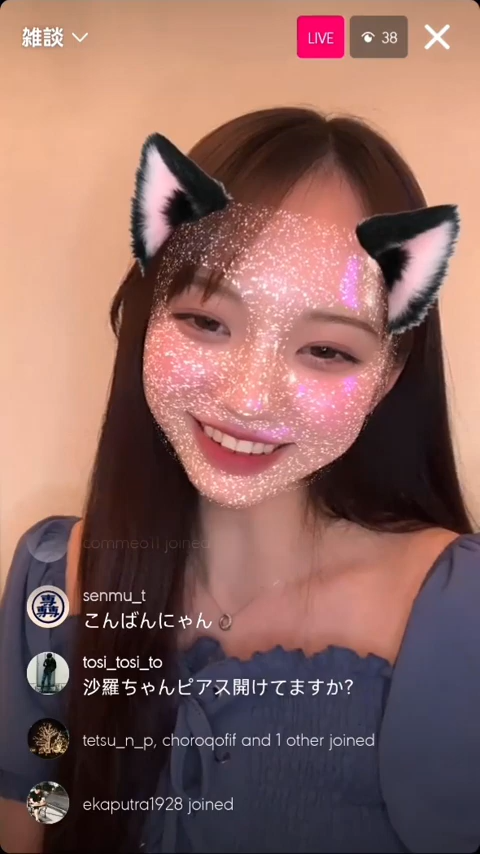 雑談
LIVE
38
comme511 joined
senmu_t
こんばんにゃん
tosi_tosi_to
沙羅ちゃんピアス開けてますか?
tetsu_n_p, choroqofif and 1 other joined
ekaputra1928 joined